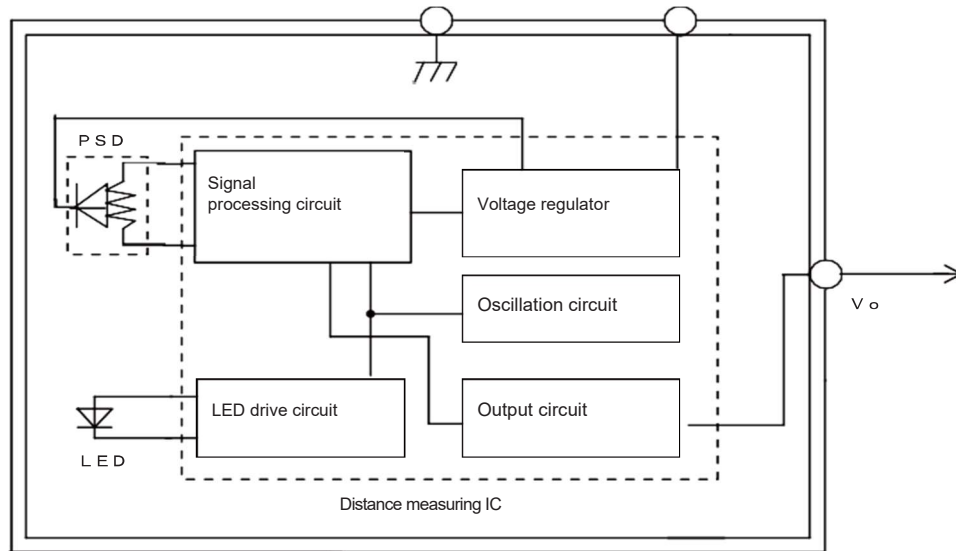 PSD
Signal
processing circuit
Voltage regulator
Oscillation circuit
Vo
LED drive circuit
Output circuit
LED
Distance measuring IC